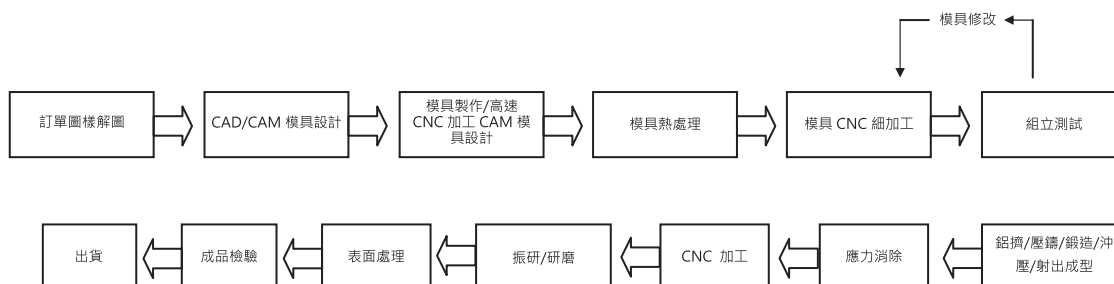 模具修改
訂單圖樣解圖
CAD/CAM 模具設計
模具製作/高速
CNC 加工 CAM 模
具設計
模具熱處理
模具 CNC 細加工
組立測試
出貨
成品檢驗
表面處理
振研/研磨
CNC 加工
應力消除
鋁擠/壓鑄/鍛造/沖
壓/射出成型